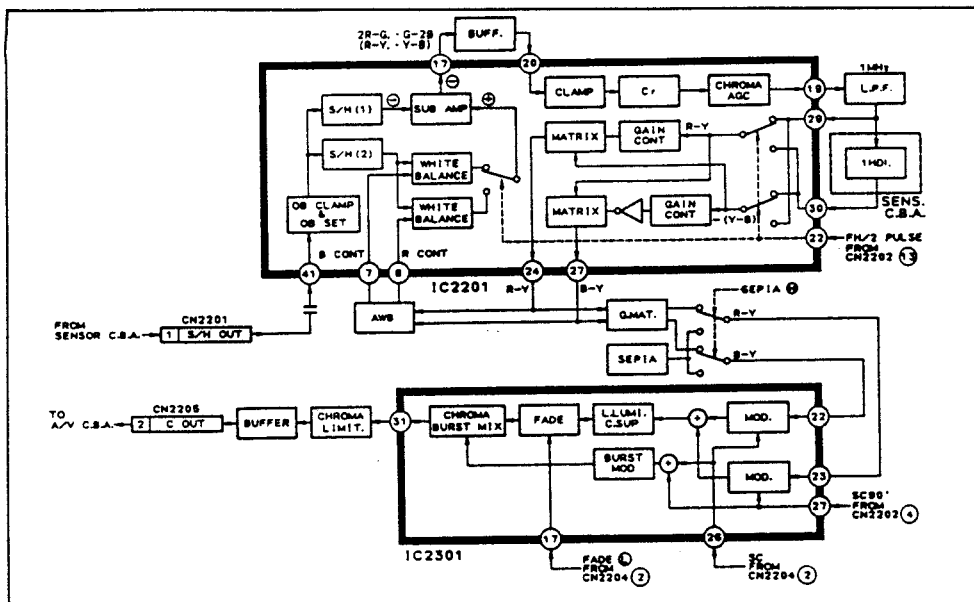 2R-G. · G-2B
(R-Y. · Y-B)
BUFF.
17
20
1MHz
L.P.F.
CLAMP
Cr
CHROMA
AGC
19
29
S/H(1)
⊖
⊖
SUB AMP
⊕
S/H(2)
WHITE
BALANCE
WHITE
BALANCE
OB CLAMP
&
OB SET
MATRIX
GAIN
CONT
R-Y
MATRIX
GAIN
CONT
-(Y-B)
1HDL.
SENS.
C.B.A.
30
22
FH/2 PULSE
FROM
CN2202 13
B CONT
R CONT
41
7
8
24
27
IC2201
R-Y
B-Y
AWB
G.MAT.
SEPIA
SEPIA H
R-Y
B-Y
FROM
SENSOR C.B.A.
CN2201
1 S/H OUT
TO
A/V C.B.A.
CN2205
2 C OUT
BUFFER
CHROMA
LIMIT.
31
CHROMA
BURST MIX
FADE
L.LUMI.
C.SUP
+
MOD.
22
BURST
MOD
+
MOD.
23
27
SC90°
FROM
CN2202 4
IC2301
17
26
FADE L
FROM
CN2204 2
SC
FROM
CN2204 2